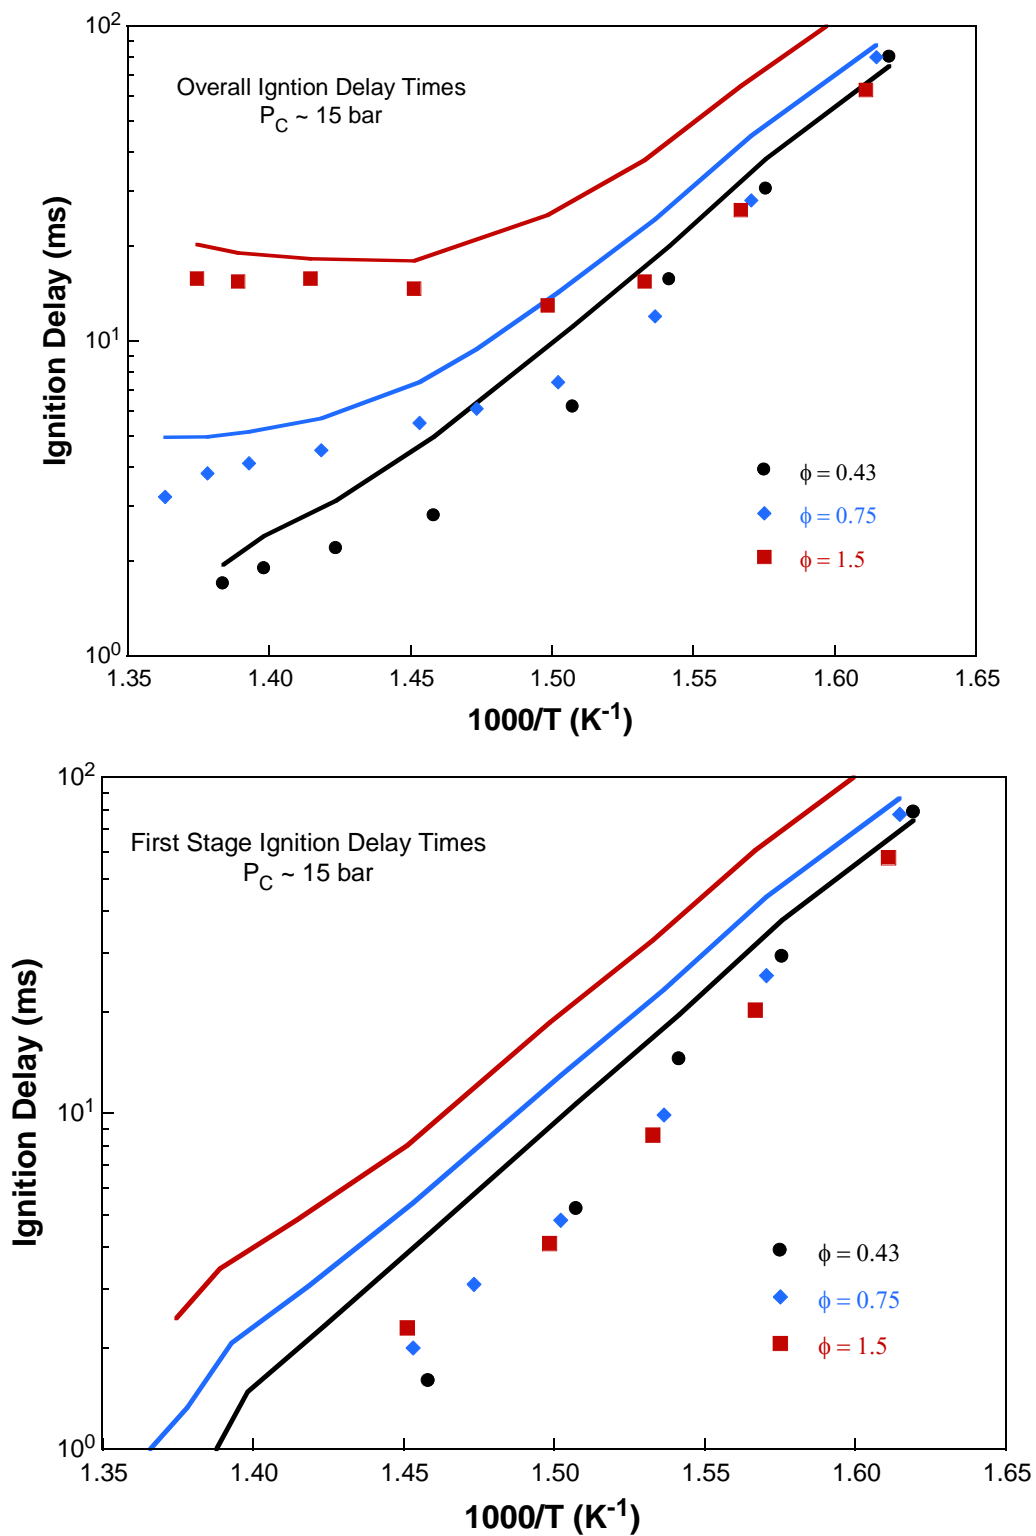 10²
Overall Igntion Delay Times
P_C ~ 15 bar
Ignition Delay (ms)
10¹
ϕ = 0.43
ϕ = 0.75
ϕ = 1.5
10⁰
1.35 1.40 1.45 1.50 1.55 1.60 1.65
1000/T (K⁻¹)
10²
First Stage Ignition Delay Times
P_C ~ 15 bar
Ignition Delay (ms)
10¹
ϕ = 0.43
ϕ = 0.75
ϕ = 1.5
10⁰
1.35 1.40 1.45 1.50 1.55 1.60 1.65
1000/T (K⁻¹)